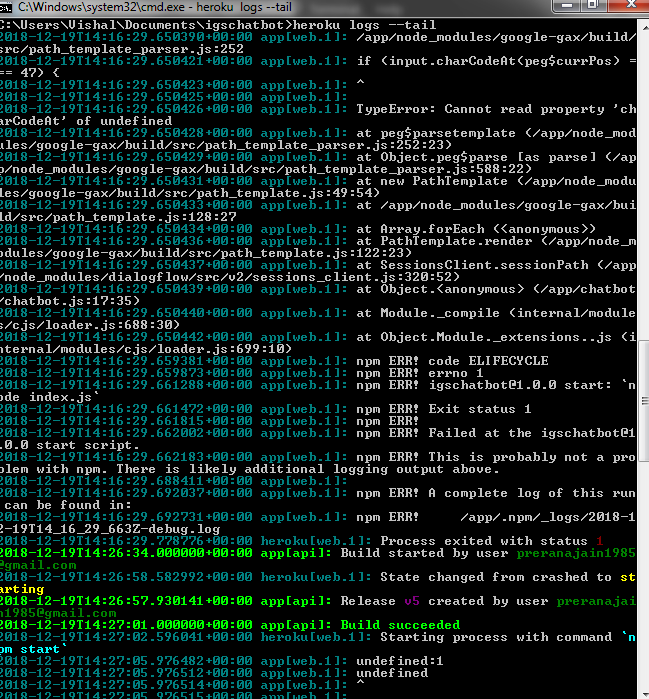 C:\Windows\system32\cmd.exe - heroku logs --tail
C:\Users\Vishal\Documents\igschatbot>heroku logs --tail
2018-12-19T14:16:29.650390+00:00 app[web.1]: /app/node_modules/google-gax/build/
src/path_template_parser.js:252
2018-12-19T14:16:29.650421+00:00 app[web.1]: if (input.charCodeAt(peg$currPos) =
== 47) {
2018-12-19T14:16:29.650423+00:00 app[web.1]: ^
2018-12-19T14:16:29.650425+00:00 app[web.1]:
2018-12-19T14:16:29.650426+00:00 app[web.1]: TypeError: Cannot read property 'ch
arCodeAt' of undefined
2018-12-19T14:16:29.650428+00:00 app[web.1]: at peg$parsetemplate (/app/node_mod
ules/google-gax/build/src/path_template_parser.js:252:23)
2018-12-19T14:16:29.650429+00:00 app[web.1]: at Object.peg$parse [as parse] (/ap
p/node_modules/google-gax/build/src/path_template_parser.js:588:22)
2018-12-19T14:16:29.650431+00:00 app[web.1]: at new PathTemplate (/app/node_modu
les/google-gax/build/src/path_template.js:49:54)
2018-12-19T14:16:29.650433+00:00 app[web.1]: at /app/node_modules/google-gax/bui
ld/src/path_template.js:128:27
2018-12-19T14:16:29.650434+00:00 app[web.1]: at Array.forEach (<anonymous>)
2018-12-19T14:16:29.650436+00:00 app[web.1]: at PathTemplate.render (/app/node_m
odules/google-gax/build/src/path_template.js:122:23)
2018-12-19T14:16:29.650437+00:00 app[web.1]: at SessionsClient.sessionPath (/app
/node_modules/dialogflow/src/v2/sessions_client.js:320:52)
2018-12-19T14:16:29.650439+00:00 app[web.1]: at Object.<anonymous> (/app/chatbot
/chatbot.js:17:35)
2018-12-19T14:16:29.650440+00:00 app[web.1]: at Module._compile (internal/module
s/cjs/loader.js:688:30)
2018-12-19T14:16:29.650442+00:00 app[web.1]: at Object.Module._extensions..js (i
nternal/modules/cjs/loader.js:699:10)
2018-12-19T14:16:29.659381+00:00 app[web.1]: npm ERR! code ELIFECYCLE
2018-12-19T14:16:29.659873+00:00 app[web.1]: npm ERR! errno 1
2018-12-19T14:16:29.661288+00:00 app[web.1]: npm ERR! igschatbot@1.0.0 start: `n
ode index.js`
2018-12-19T14:16:29.661472+00:00 app[web.1]: npm ERR! Exit status 1
2018-12-19T14:16:29.661815+00:00 app[web.1]: npm ERR!
2018-12-19T14:16:29.662002+00:00 app[web.1]: npm ERR! Failed at the igschatbot@1
.0.0 start script.
2018-12-19T14:16:29.662183+00:00 app[web.1]: npm ERR! This is probably not a pro
blem with npm. There is likely additional logging output above.
2018-12-19T14:16:29.688411+00:00 app[web.1]:
2018-12-19T14:16:29.692037+00:00 app[web.1]: npm ERR! A complete log of this run
 can be found in:
2018-12-19T14:16:29.692731+00:00 app[web.1]: npm ERR!     /app/.npm/_logs/2018-1
2-19T14_16_29_663Z-debug.log
2018-12-19T14:16:29.778776+00:00 heroku[web.1]: Process exited with status 1
2018-12-19T14:26:34.000000+00:00 app[api]: Build started by user preranajain1985
@gmail.com
2018-12-19T14:26:58.582992+00:00 heroku[web.1]: State changed from crashed to st
arting
2018-12-19T14:26:57.930141+00:00 app[api]: Release v5 created by user preranajai
n1985@gmail.com
2018-12-19T14:27:01.000000+00:00 app[api]: Build succeeded
2018-12-19T14:27:02.596041+00:00 heroku[web.1]: Starting process with command `n
pm start`
2018-12-19T14:27:05.976482+00:00 app[web.1]: undefined:1
2018-12-19T14:27:05.976512+00:00 app[web.1]: undefined
2018-12-19T14:27:05.976514+00:00 app[web.1]: ^
2018-12-19T14:27:05.976515+00:00 app[web.1]: